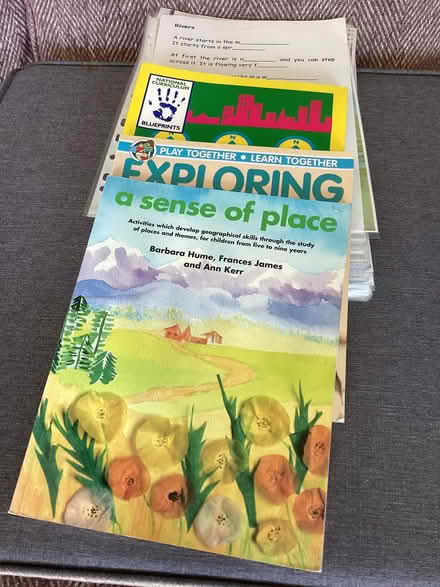 Rivers
A river starts in the m
It starts from a spr
At first the river is n and you can step
across it. It is flowing very f
NATIONAL
CURRICULUM
BLUEPRINTS
N N N
PLAY TOGETHER • LEARN TOGETHER
EXPLORING
a sense of place
Activities which develop geographical skills through the study
of places and themes, for children from five to nine years
Barbara Hume, Frances James
and Ann Kerr